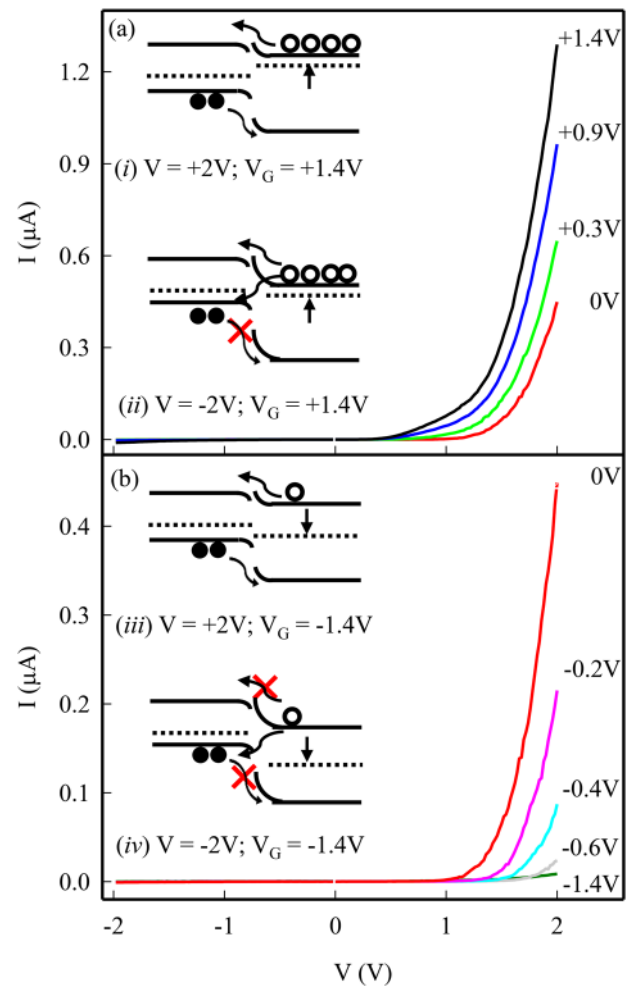 (a)
+1.4V
1.2
+0.9V
0.9
(i) V = +2V; V_G = +1.4V
+0.3V
I (μA)
0.6
0V
0.3
(ii) V = -2V; V_G = +1.4V
0.0
(b)
0V
0.4
(iii) V = +2V; V_G = -1.4V
0.3
-0.2V
I (μA)
0.2
-0.4V
0.1
-0.6V
(iv) V = -2V; V_G = -1.4V
0.0
-1.4V
-2 -1 0 1 2
V (V)